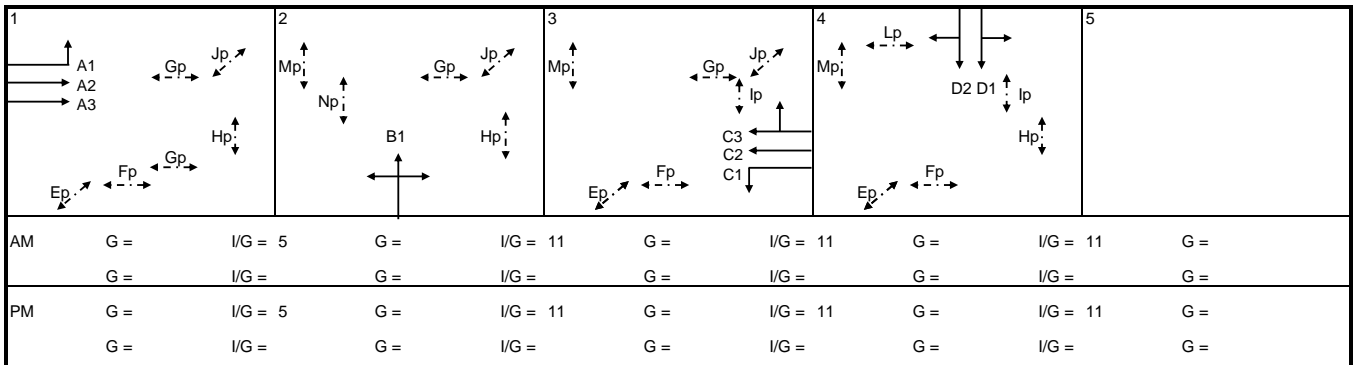 1 2 3 4 5
A1 Gp Jp
A2
A3
Hp
Gp
Fp
Ep
Mp Gp Jp
Np
B1 Hp
Mp Gp Jp
Ip
C3
C2
C1
Fp
Ep
Lp
Mp
D2 D1 Ip
Hp
Fp
Ep
AM G = I/G = 5 G = I/G = 11 G = I/G = 11 G = I/G = 11 G =
G = I/G = G = I/G = G = I/G = G = I/G = G =
PM G = I/G = 5 G = I/G = 11 G = I/G = 11 G = I/G = 11 G =
G = I/G = G = I/G = G = I/G = G = I/G = G =